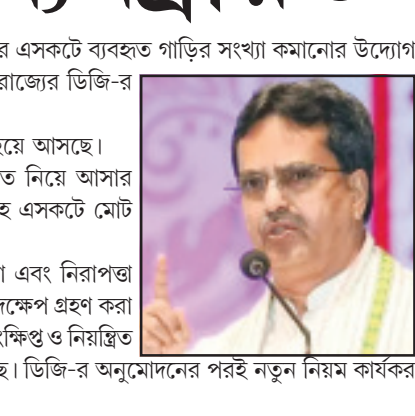 র এসকটে ব্যবহৃত গাড়ির সংখ্যা কমানোর উদ্যোগ
রাজ্যের ডিজি-র
য়ে আসছে।
ত নিয়ে আসার
হ এসকটে মোট
এবং নিরাপত্তা
ক্ষেপ গ্রহণ করা
ংক্ষিপ্ত ও নিয়ন্ত্রিত
ছ। ডিজি-র অনুমোদনের পরই নতুন নিয়ম কার্যকর